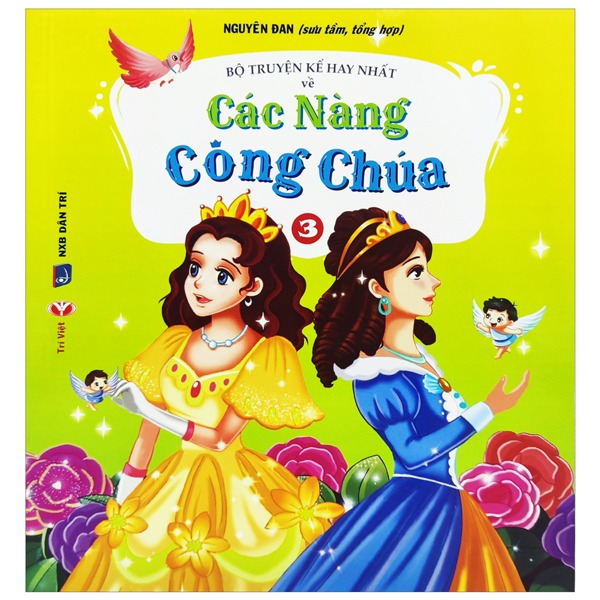 NGUYÊN ĐAN (sưu tầm, tổng hợp)
BỘ TRUYỆN KỂ HAY NHẤT
về
Các Nàng
Công Chúa
3
NXB DÂN TRÍ
Trí Việt